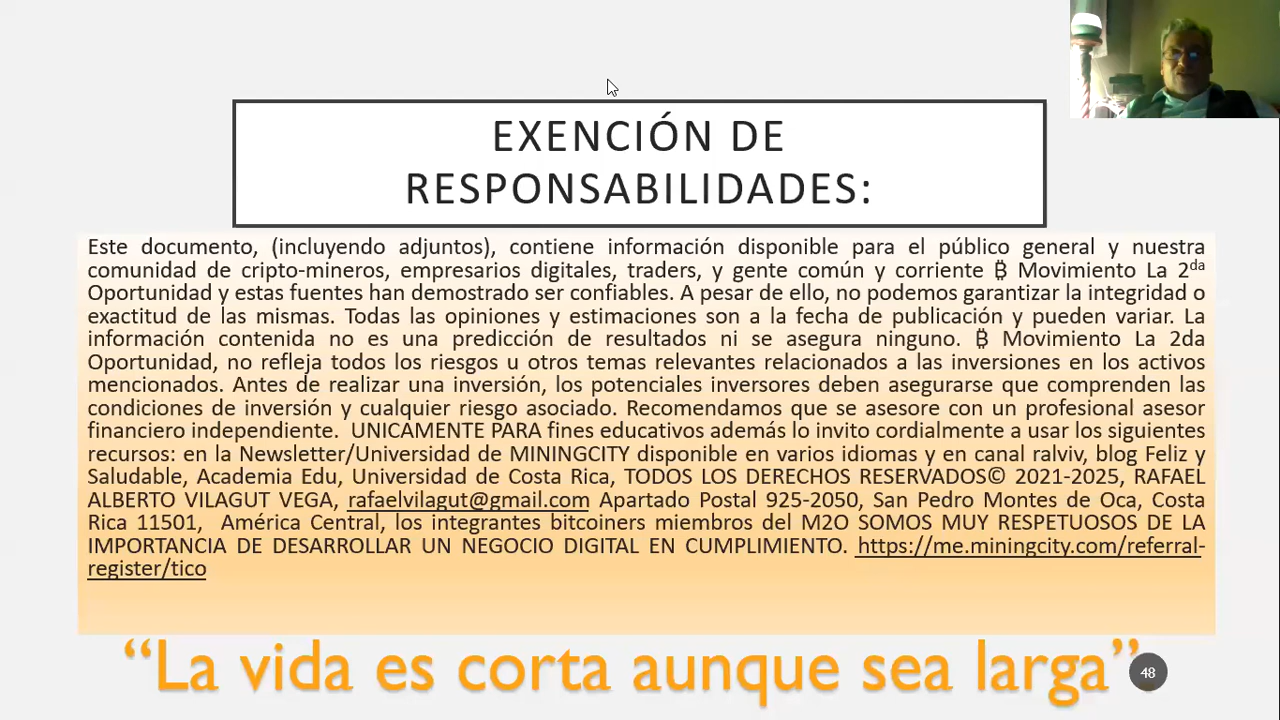 EXENCIÓN DE
RESPONSABILIDADES:
Este documento, (incluyendo adjuntos), contiene información disponible para el público general y nuestra
comunidad de cripto-mineros, empresarios digitales, traders, y gente común y corriente ₿ Movimiento La 2da
Oportunidad y estas fuentes han demostrado ser confiables. A pesar de ello, no podemos garantizar la integridad o
exactitud de las mismas. Todas las opiniones y estimaciones son a la fecha de publicación y pueden variar. La
información contenida no es una predicción de resultados ni se asegura ninguno. ₿ Movimiento La 2da
Oportunidad, no refleja todos los riesgos u otros temas relevantes relacionados a las inversiones en los activos
mencionados. Antes de realizar una inversión, los potenciales inversores deben asegurarse que comprenden las
condiciones de inversión y cualquier riesgo asociado. Recomendamos que se asesore con un profesional asesor
financiero independiente. UNICAMENTE PARA fines educativos además lo invito cordialmente a usar los siguientes
recursos: en la Newsletter/Universidad de MININGCITY disponible en varios idiomas y en canal ralviv, blog Feliz y
Saludable, Academia Edu, Universidad de Costa Rica, TODOS LOS DERECHOS RESERVADOS© 2021-2025, RAFAEL
ALBERTO VILAGUT VEGA, rafaelvilagut@gmail.com Apartado Postal 925-2050, San Pedro Montes de Oca, Costa
Rica 11501, América Central, los integrantes bitcoiners miembros del M2O SOMOS MUY RESPETUOSOS DE LA
IMPORTANCIA DE DESARROLLAR UN NEGOCIO DIGITAL EN CUMPLIMIENTO. https://me.miningcity.com/referral-
register/tico
“La vida es corta aunque sea larga”
48